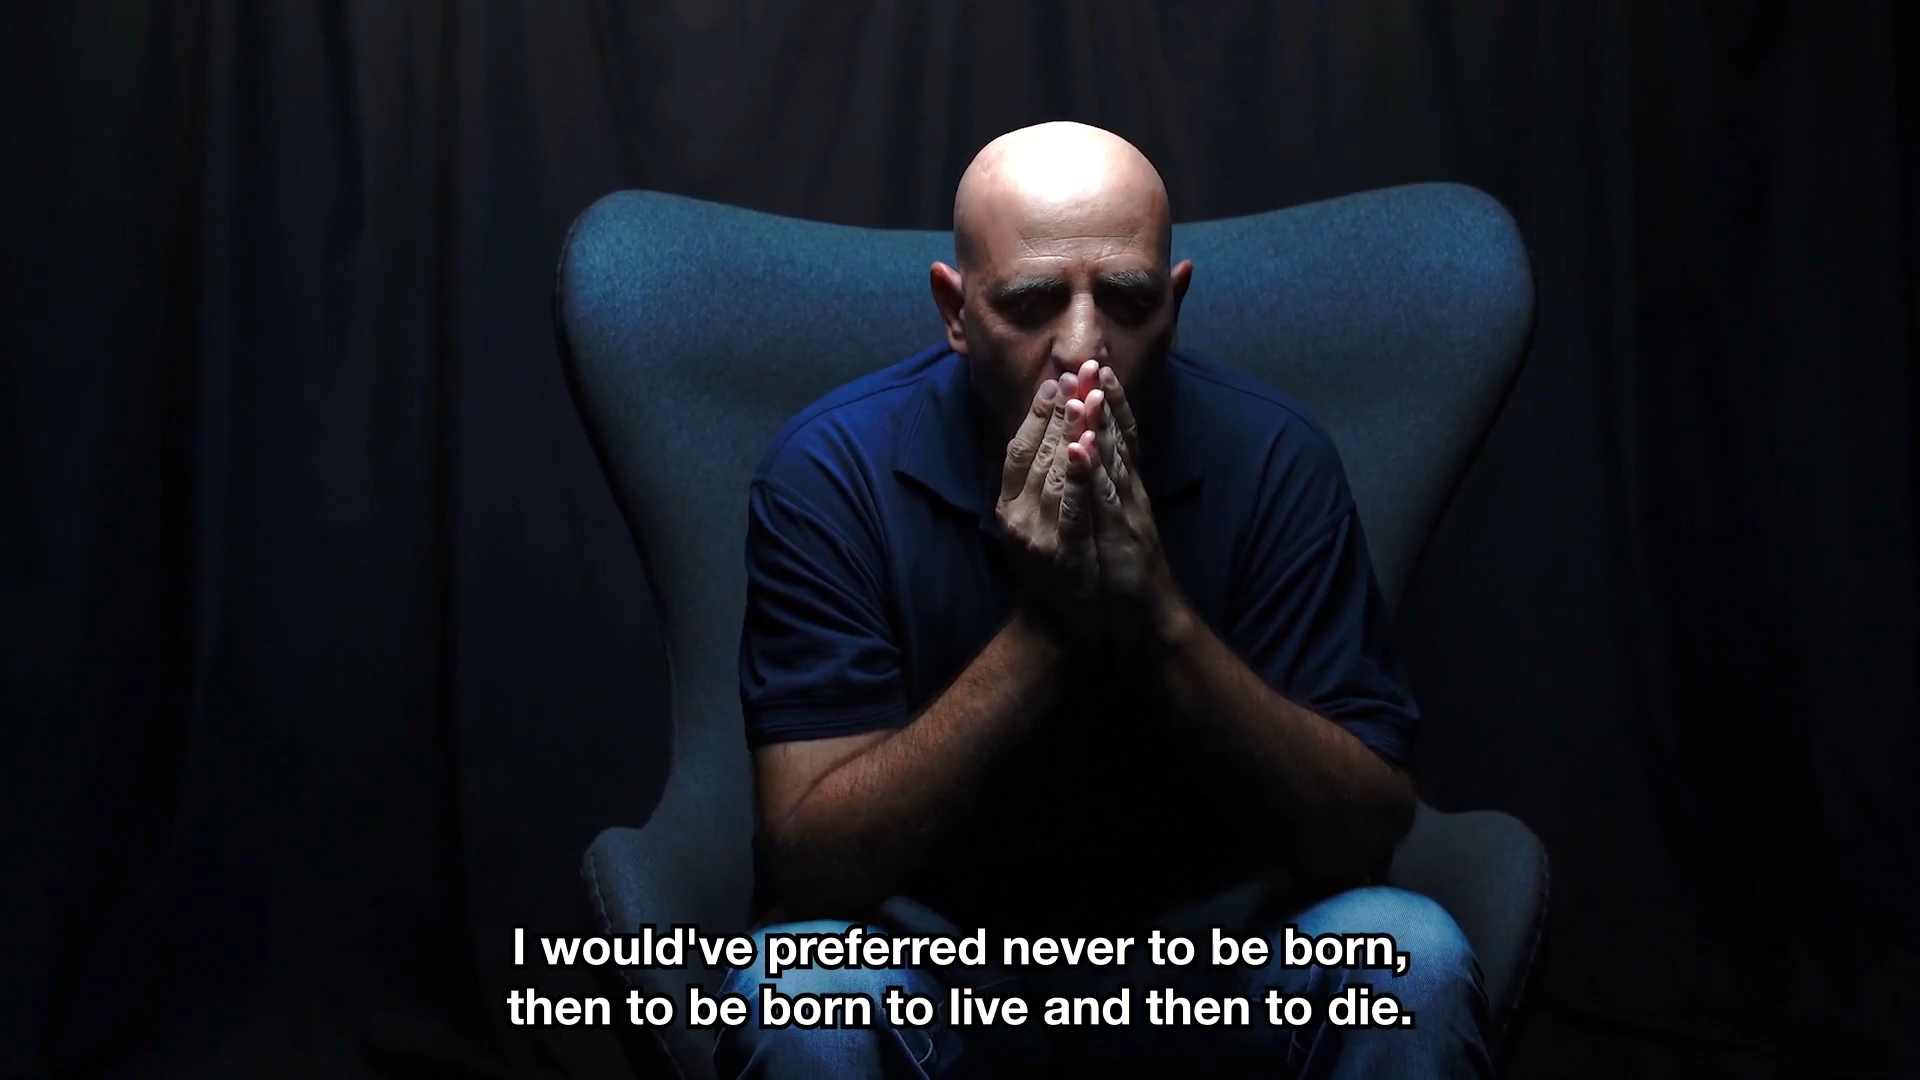 I would've preferred never to be born,
then to be born to live and then to die.